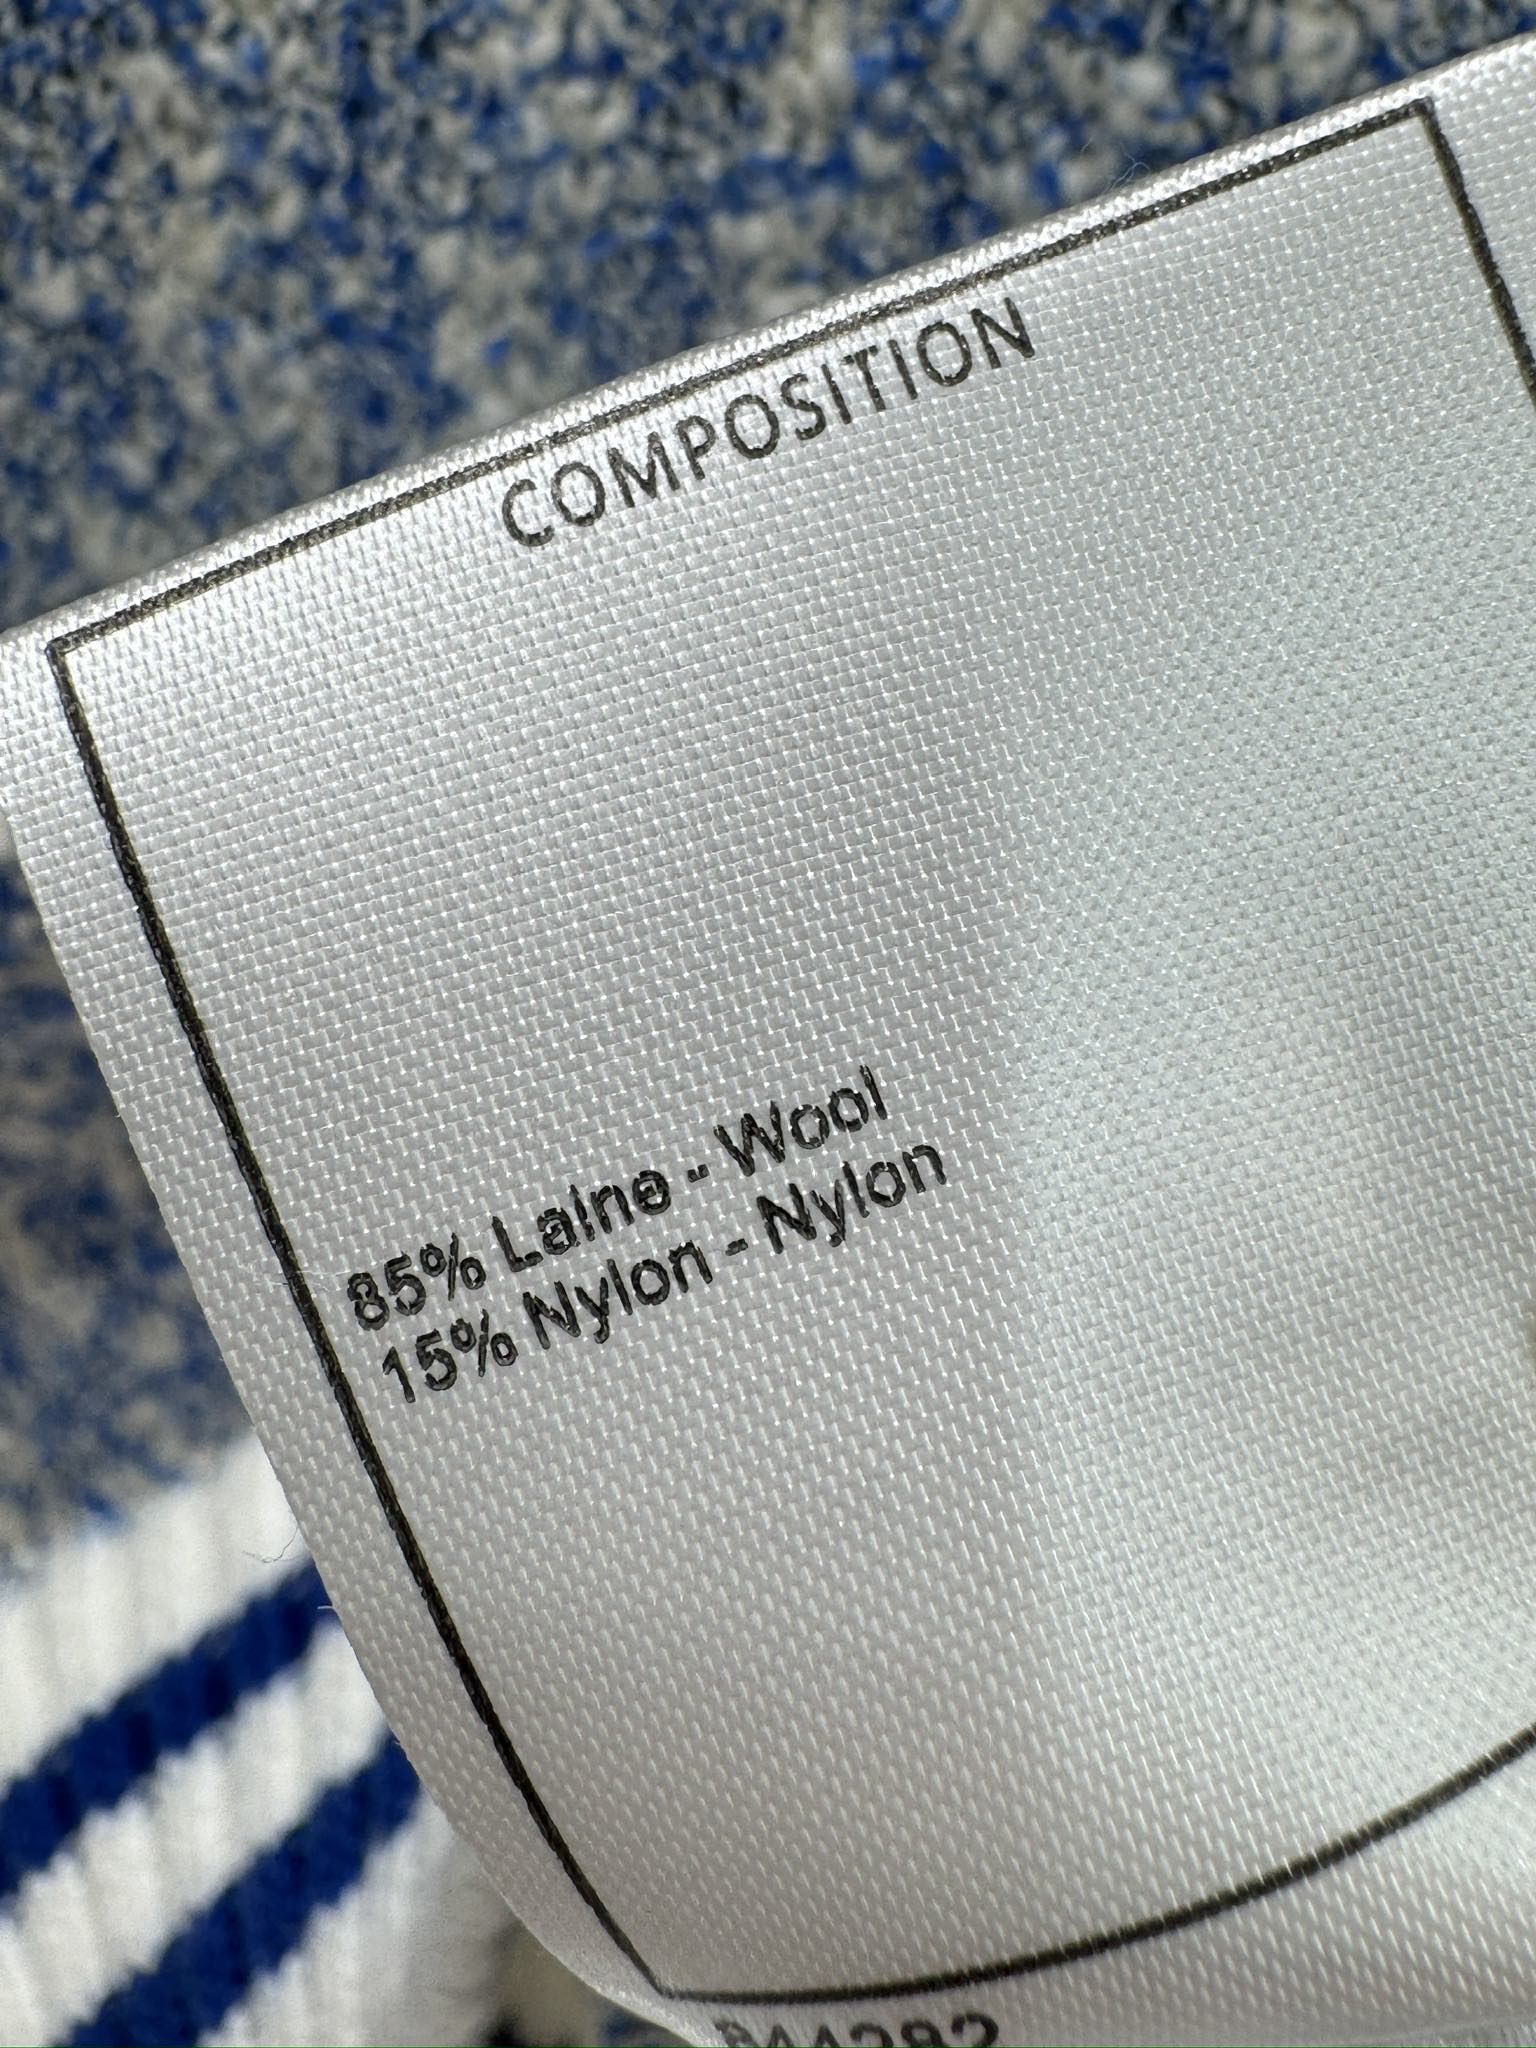 COMPOSITION
85% Laine - Wool
15% Nylon - Nylon